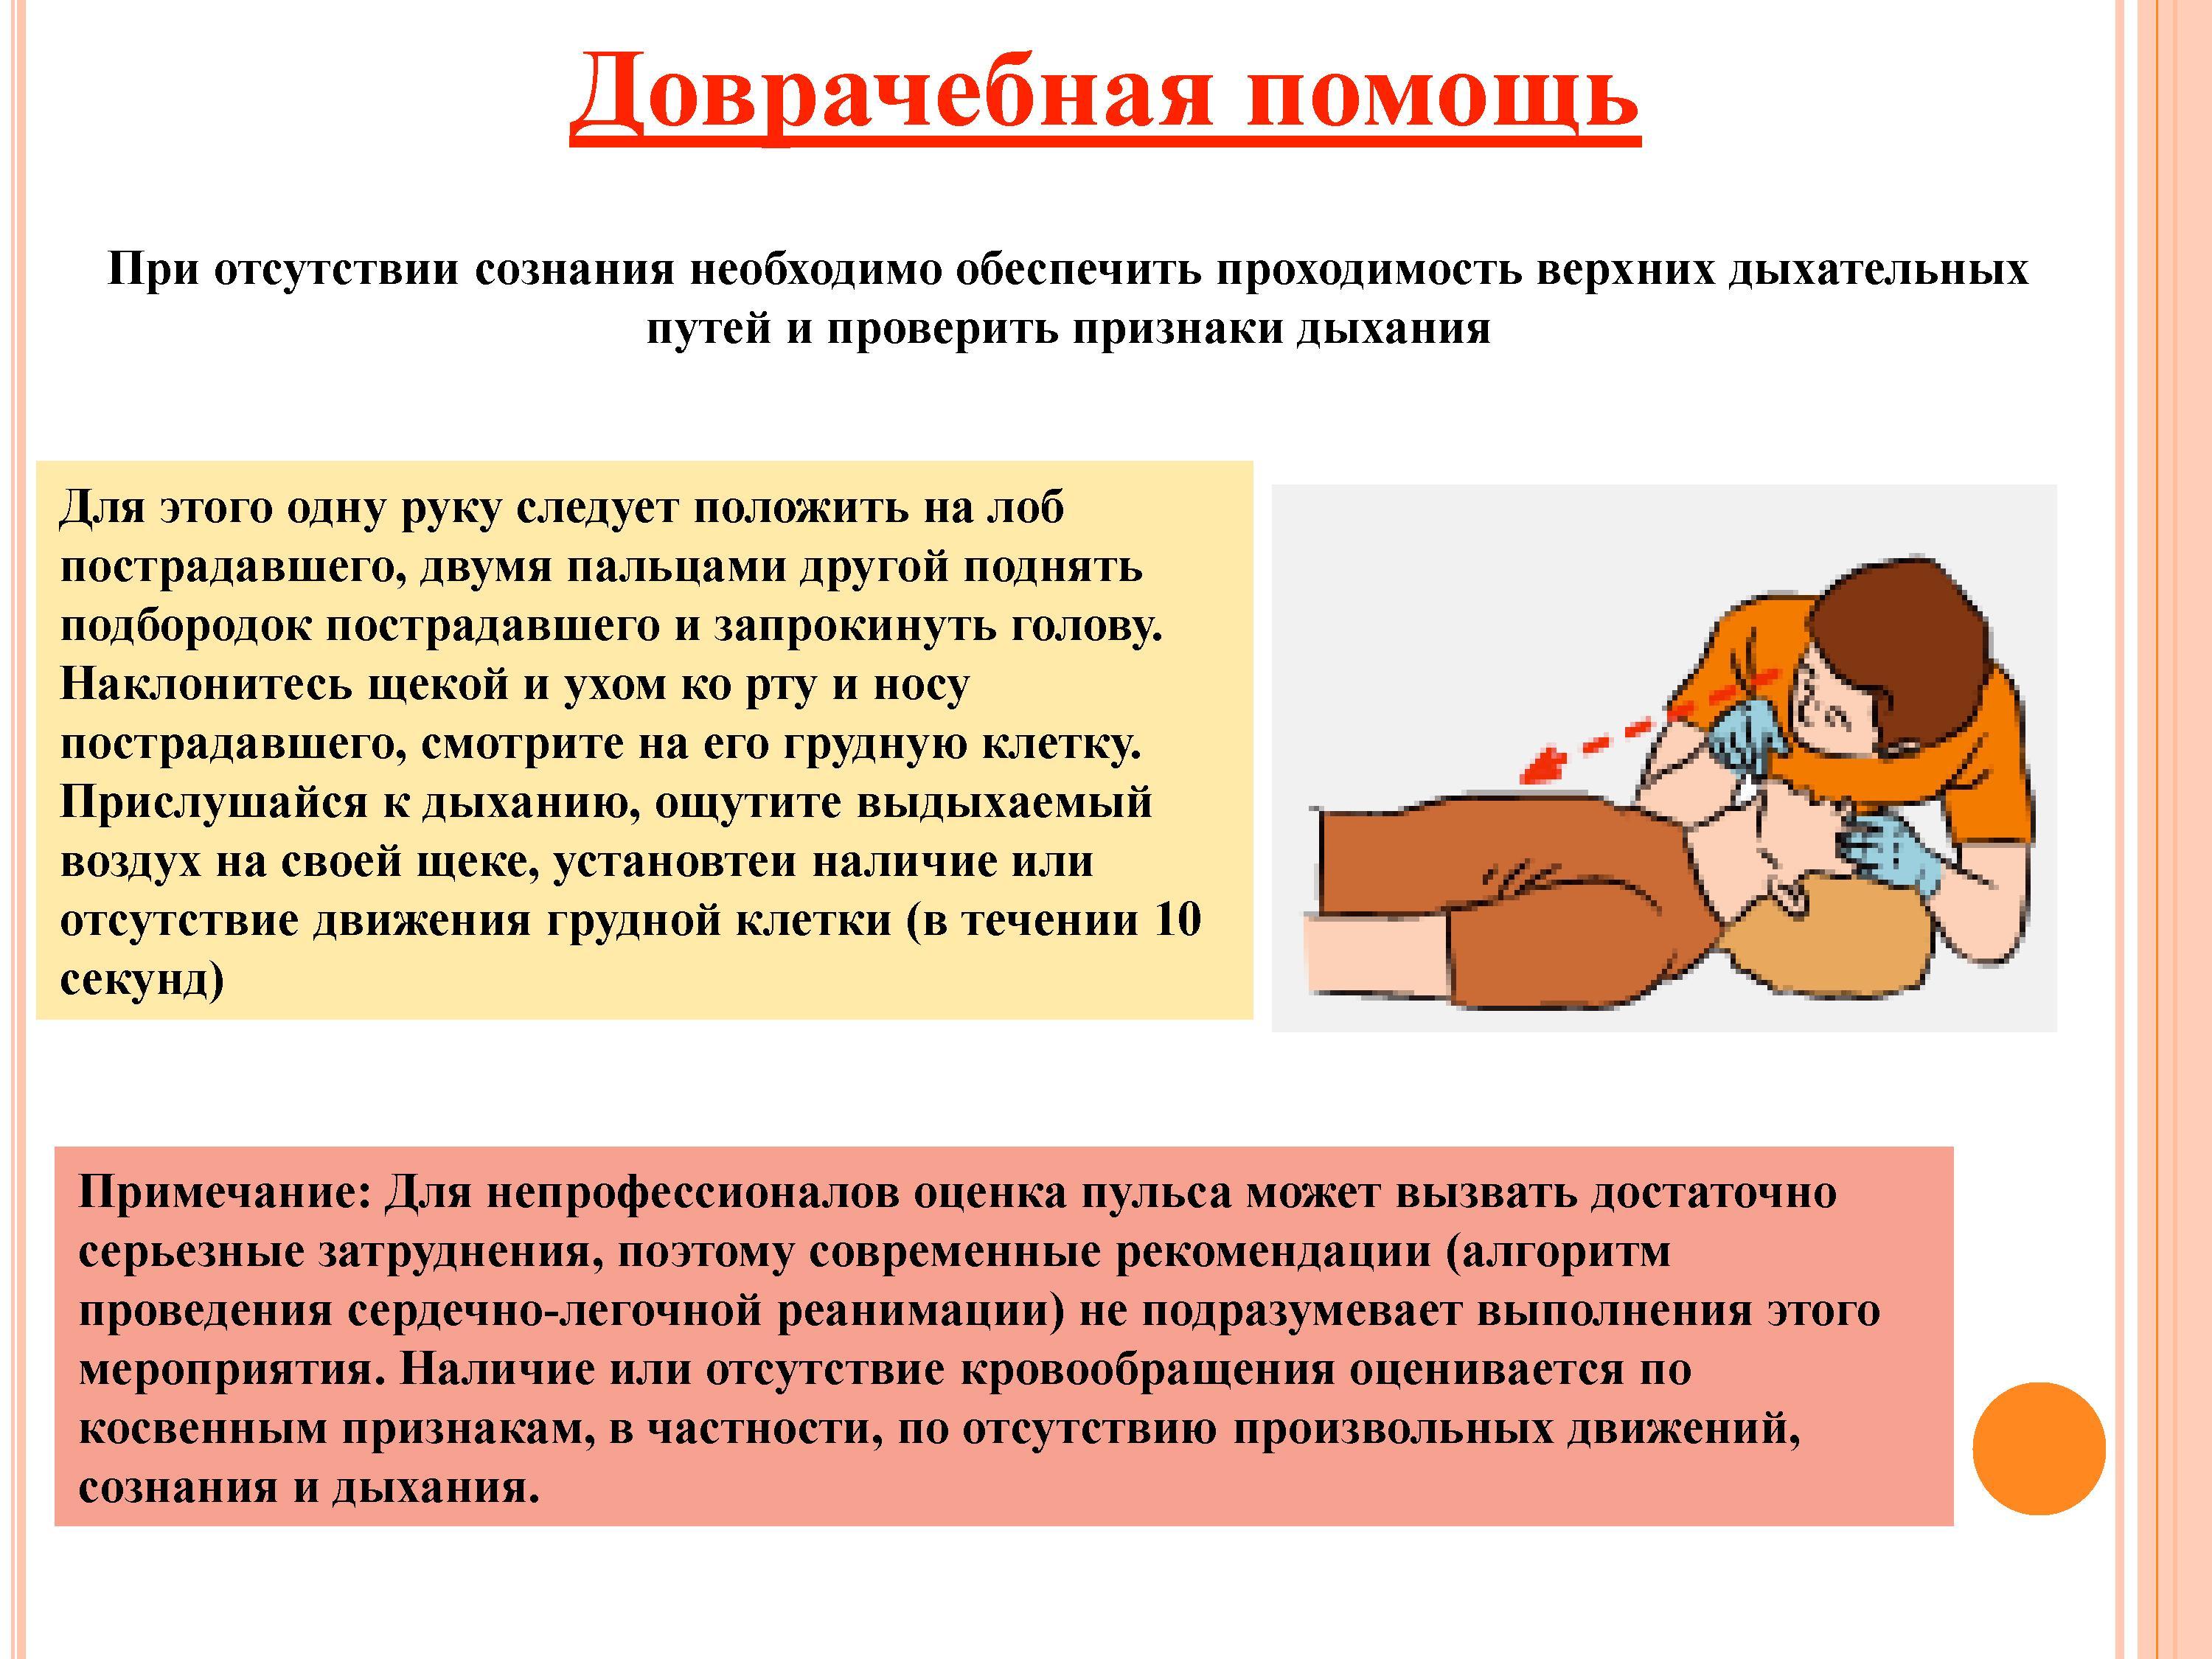 Доврачебная помощь
При отсутствии сознания необходимо обеспечить проходимость верхних дыхательных
путей и проверить признаки дыхания
Для этого одну руку следует положить на лоб
пострадавшего, двумя пальцами другой поднять
подбородок пострадавшего и запрокинуть голову.
Наклонитесь щекой и ухом ко рту и носу
пострадавшего, смотрите на его грудную клетку.
Прислушайся к дыханию, ощутите выдыхаемый
воздух на своей щеке, установтеи наличие или
отсутствие движения грудной клетки (в течении 10
секунд)
Примечание: Для непрофессионалов оценка пульса может вызвать достаточно
серьезные затруднения, поэтому современные рекомендации (алгоритм
проведения сердечно-легочной реанимации) не подразумевает выполнения этого
мероприятия. Наличие или отсутствие кровообращения оценивается по
косвенным признакам, в частности, по отсутствию произвольных движений,
сознания и дыхания.